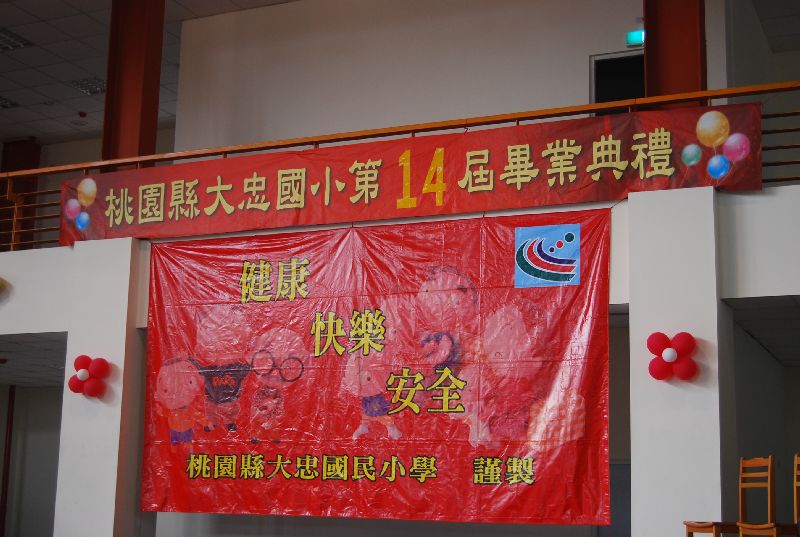 桃園縣大忠國小第14屆畢業典禮
健康
快樂
安全
桃園縣大忠國民小學 謹製